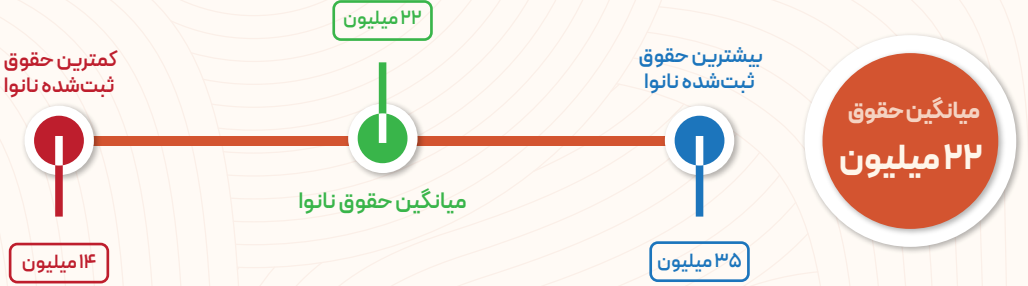 میانگین حقوق
۲۲ میلیون
بیشترین حقوق
ثبت‌شده نانوا
۳۵ میلیون
۲۲ میلیون
میانگین حقوق نانوا
کمترین حقوق
ثبت‌شده نانوا
۱۴ میلیون